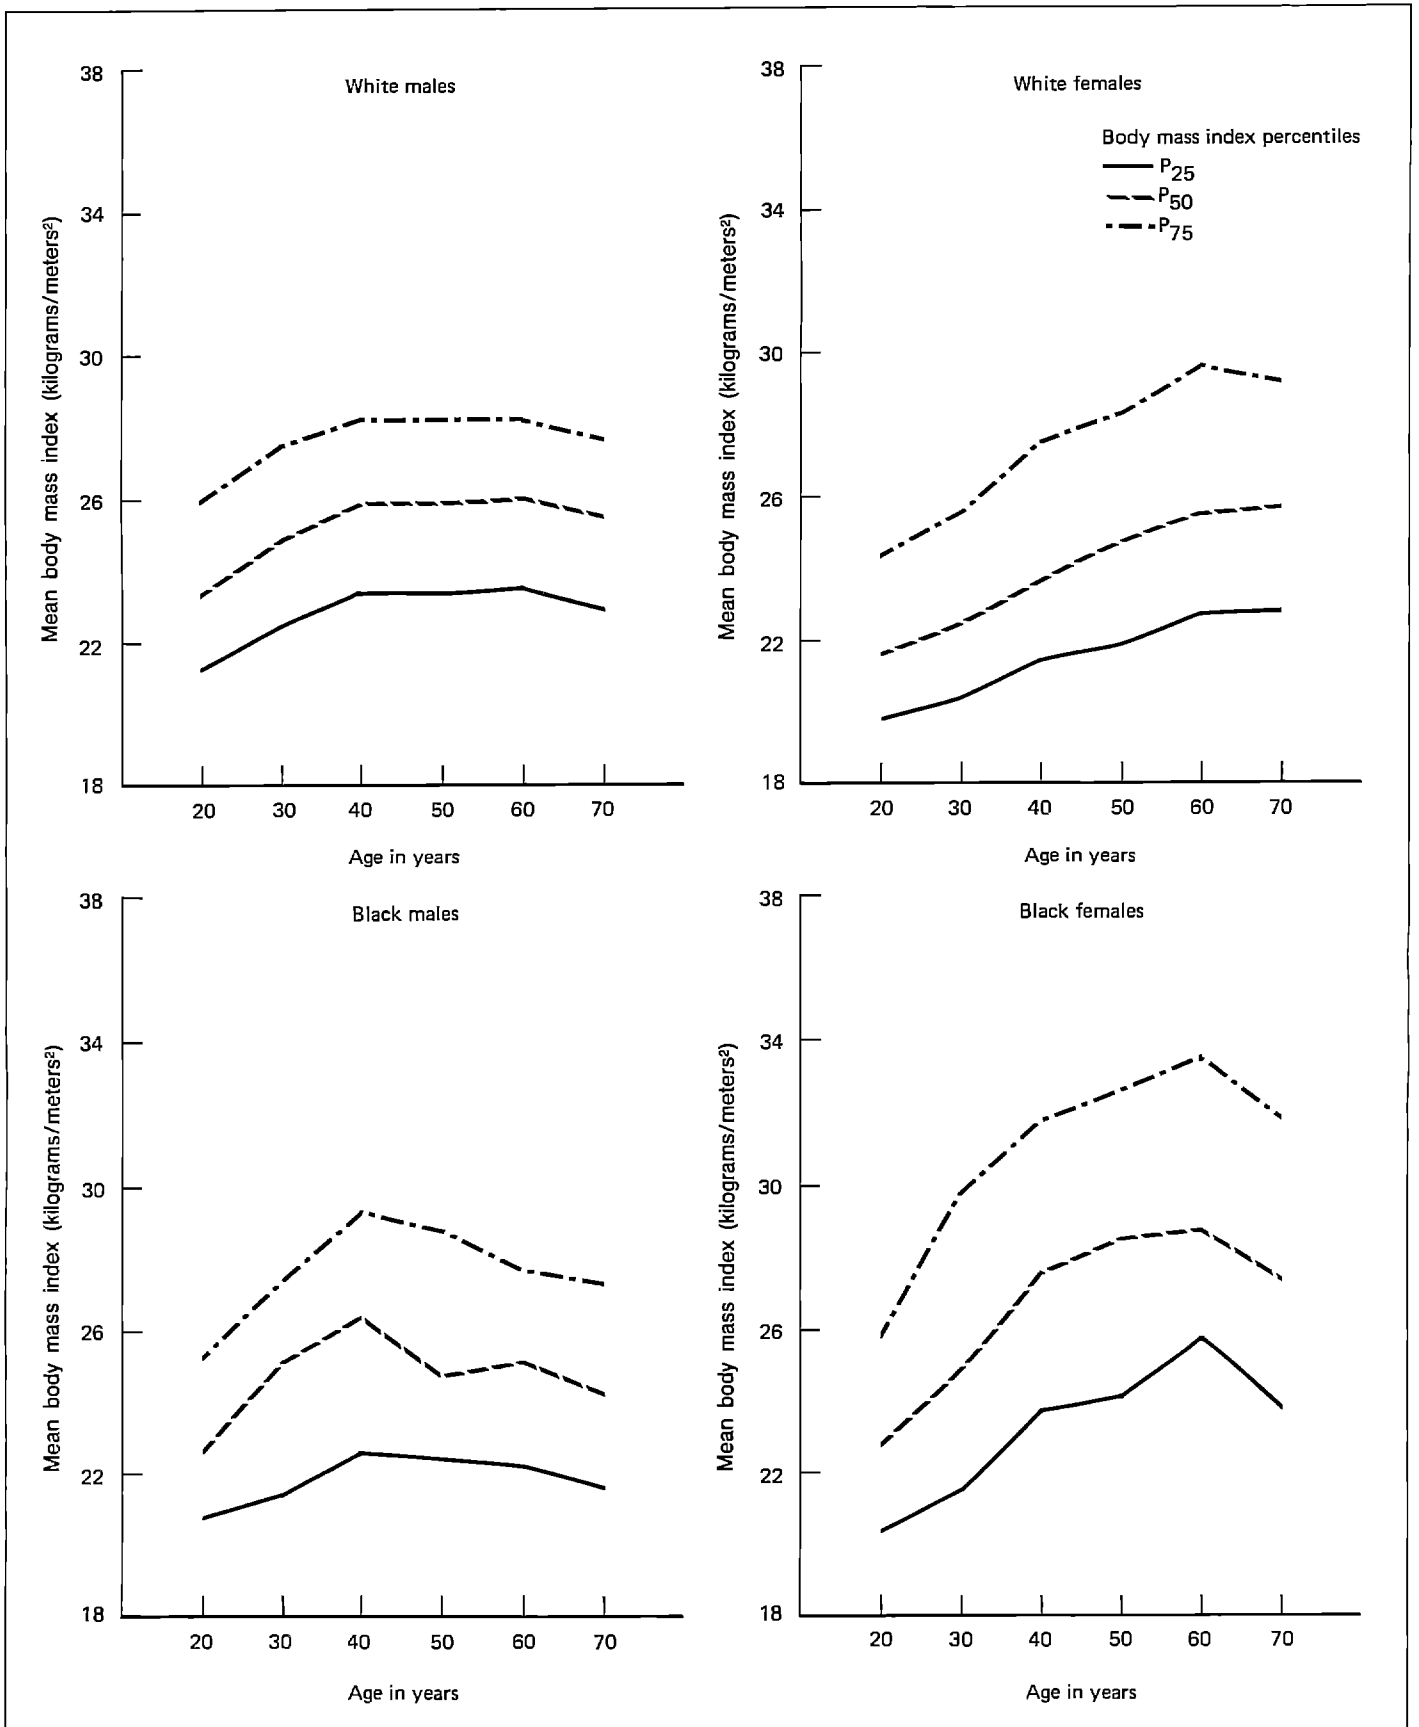 White males
38
34
30
26
22
18
Mean body mass index (kilograms/meters²)
20 30 40 50 60 70
Age in years
White females
Body mass index percentiles
P25
P50
P75
38
34
30
26
22
18
Mean body mass index (kilograms/meters²)
20 30 40 50 60 70
Age in years
Black males
38
34
30
26
22
18
Mean body mass index (kilograms/meters²)
20 30 40 50 60 70
Age in years
Black females
38
34
30
26
22
18
Mean body mass index (kilograms/meters²)
20 30 40 50 60 70
Age in years